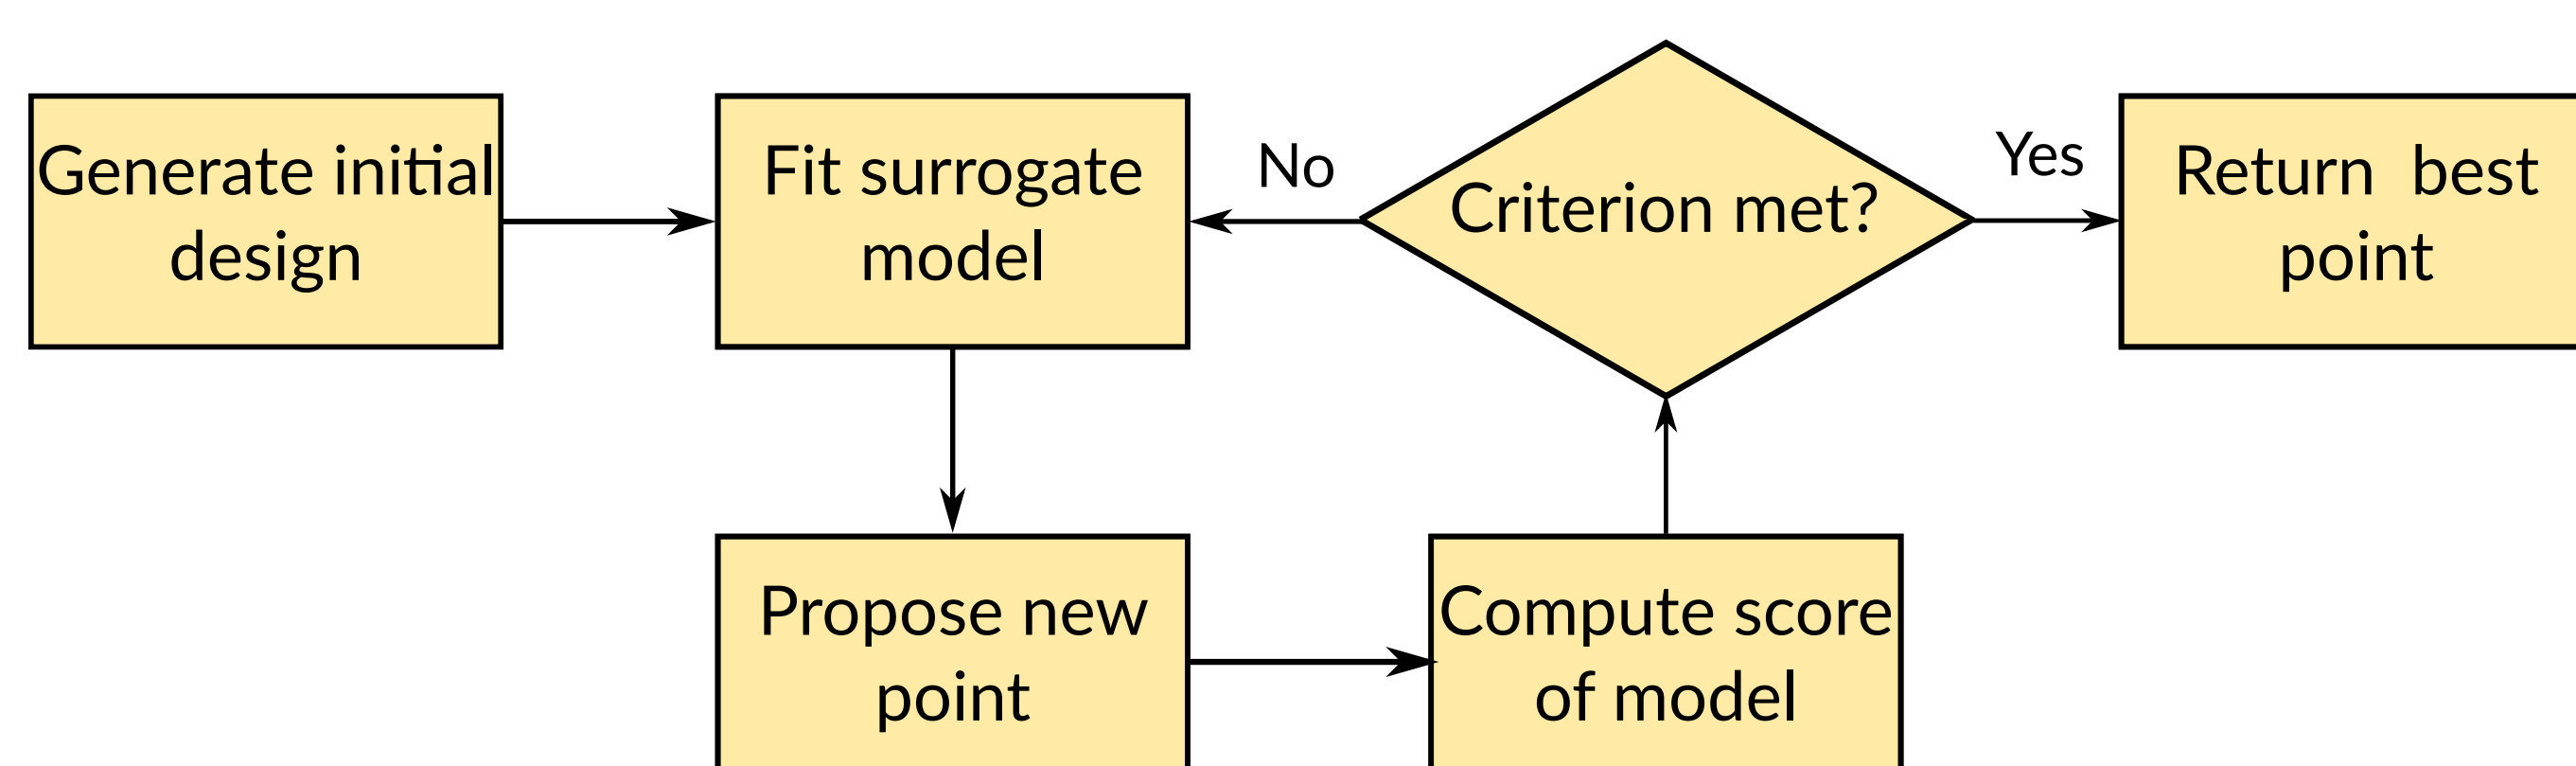 Generate initial
design
Fit surrogate
model
No
Criterion met?
Yes
Return  best
point
Propose new
point
Compute score
of model